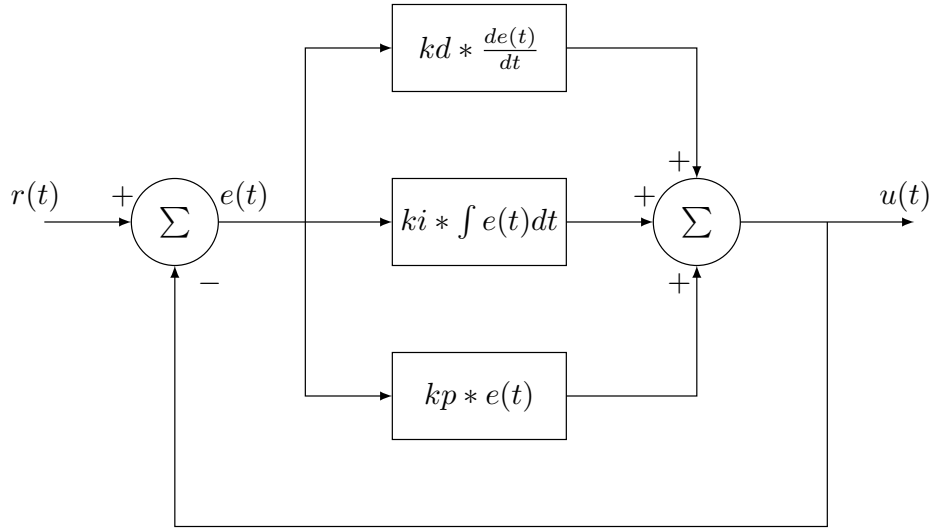 kd ∗ de(t)/dt
+
r(t) + ∑ e(t) ki ∗ ∫ e(t)dt + ∑ u(t)
− +
kp ∗ e(t)